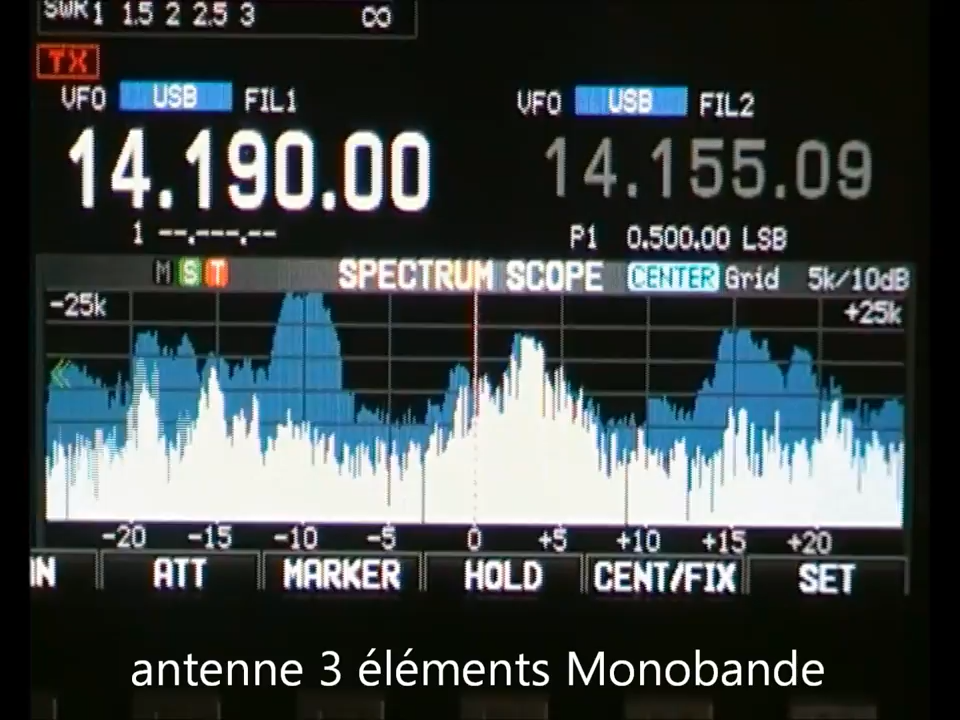 SWR 1 1.5 2 2.5 3 ∞
TX
VFO USB FIL1 VFO USB FIL2
14.190.00 14.155.09
1 --.---.-- P1 0.500.00 LSB
M S T SPECTRUM SCOPE CENTER Grid 5k/10dB
-25k +25k
-20 -15 -10 -5 0 +5 +10 +15 +20
ATT MARKER HOLD CENT/FIX SET
antenne 3 éléments Monobande